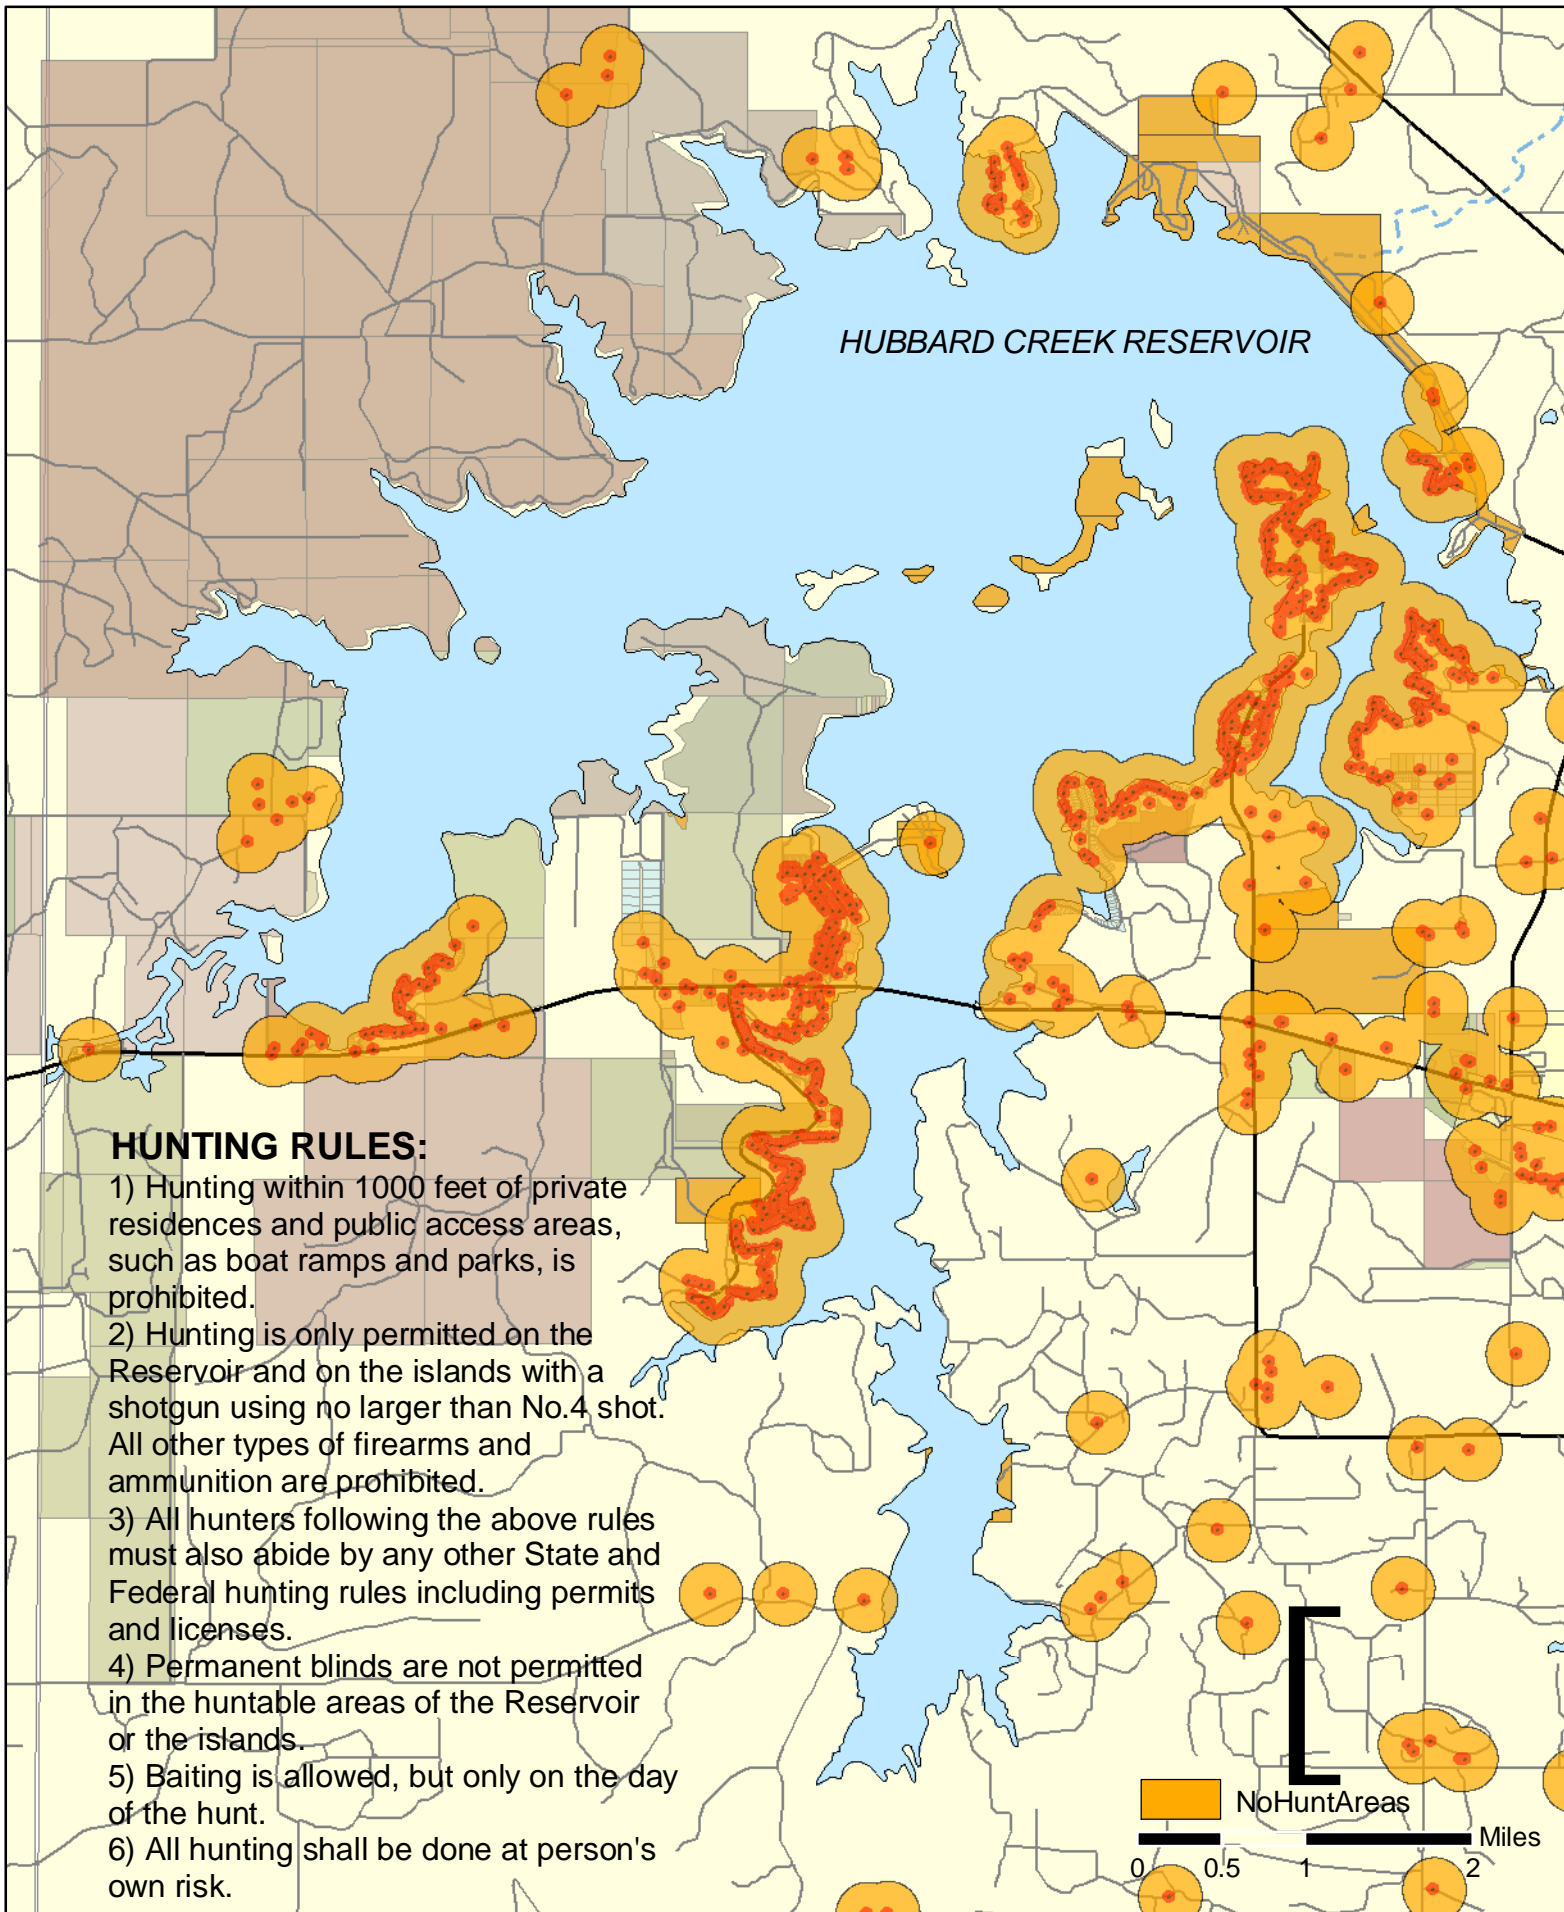 HUBBARD CREEK RESERVOIR
HUNTING RULES:
1) Hunting within 1000 feet of private
residences and public access areas,
such as boat ramps and parks, is
prohibited.
2) Hunting is only permitted on the
Reservoir and on the islands with a
shotgun using no larger than No.4 shot.
All other types of firearms and
ammunition are prohibited.
3) All hunters following the above rules
must also abide by any other State and
Federal hunting rules including permits
and licenses.
4) Permanent blinds are not permitted
in the huntable areas of the Reservoir
or the islands.
5) Baiting is allowed, but only on the day
of the hunt.
6) All hunting shall be done at person's
own risk.
NoHuntAreas
Miles
0 0.5 1 2